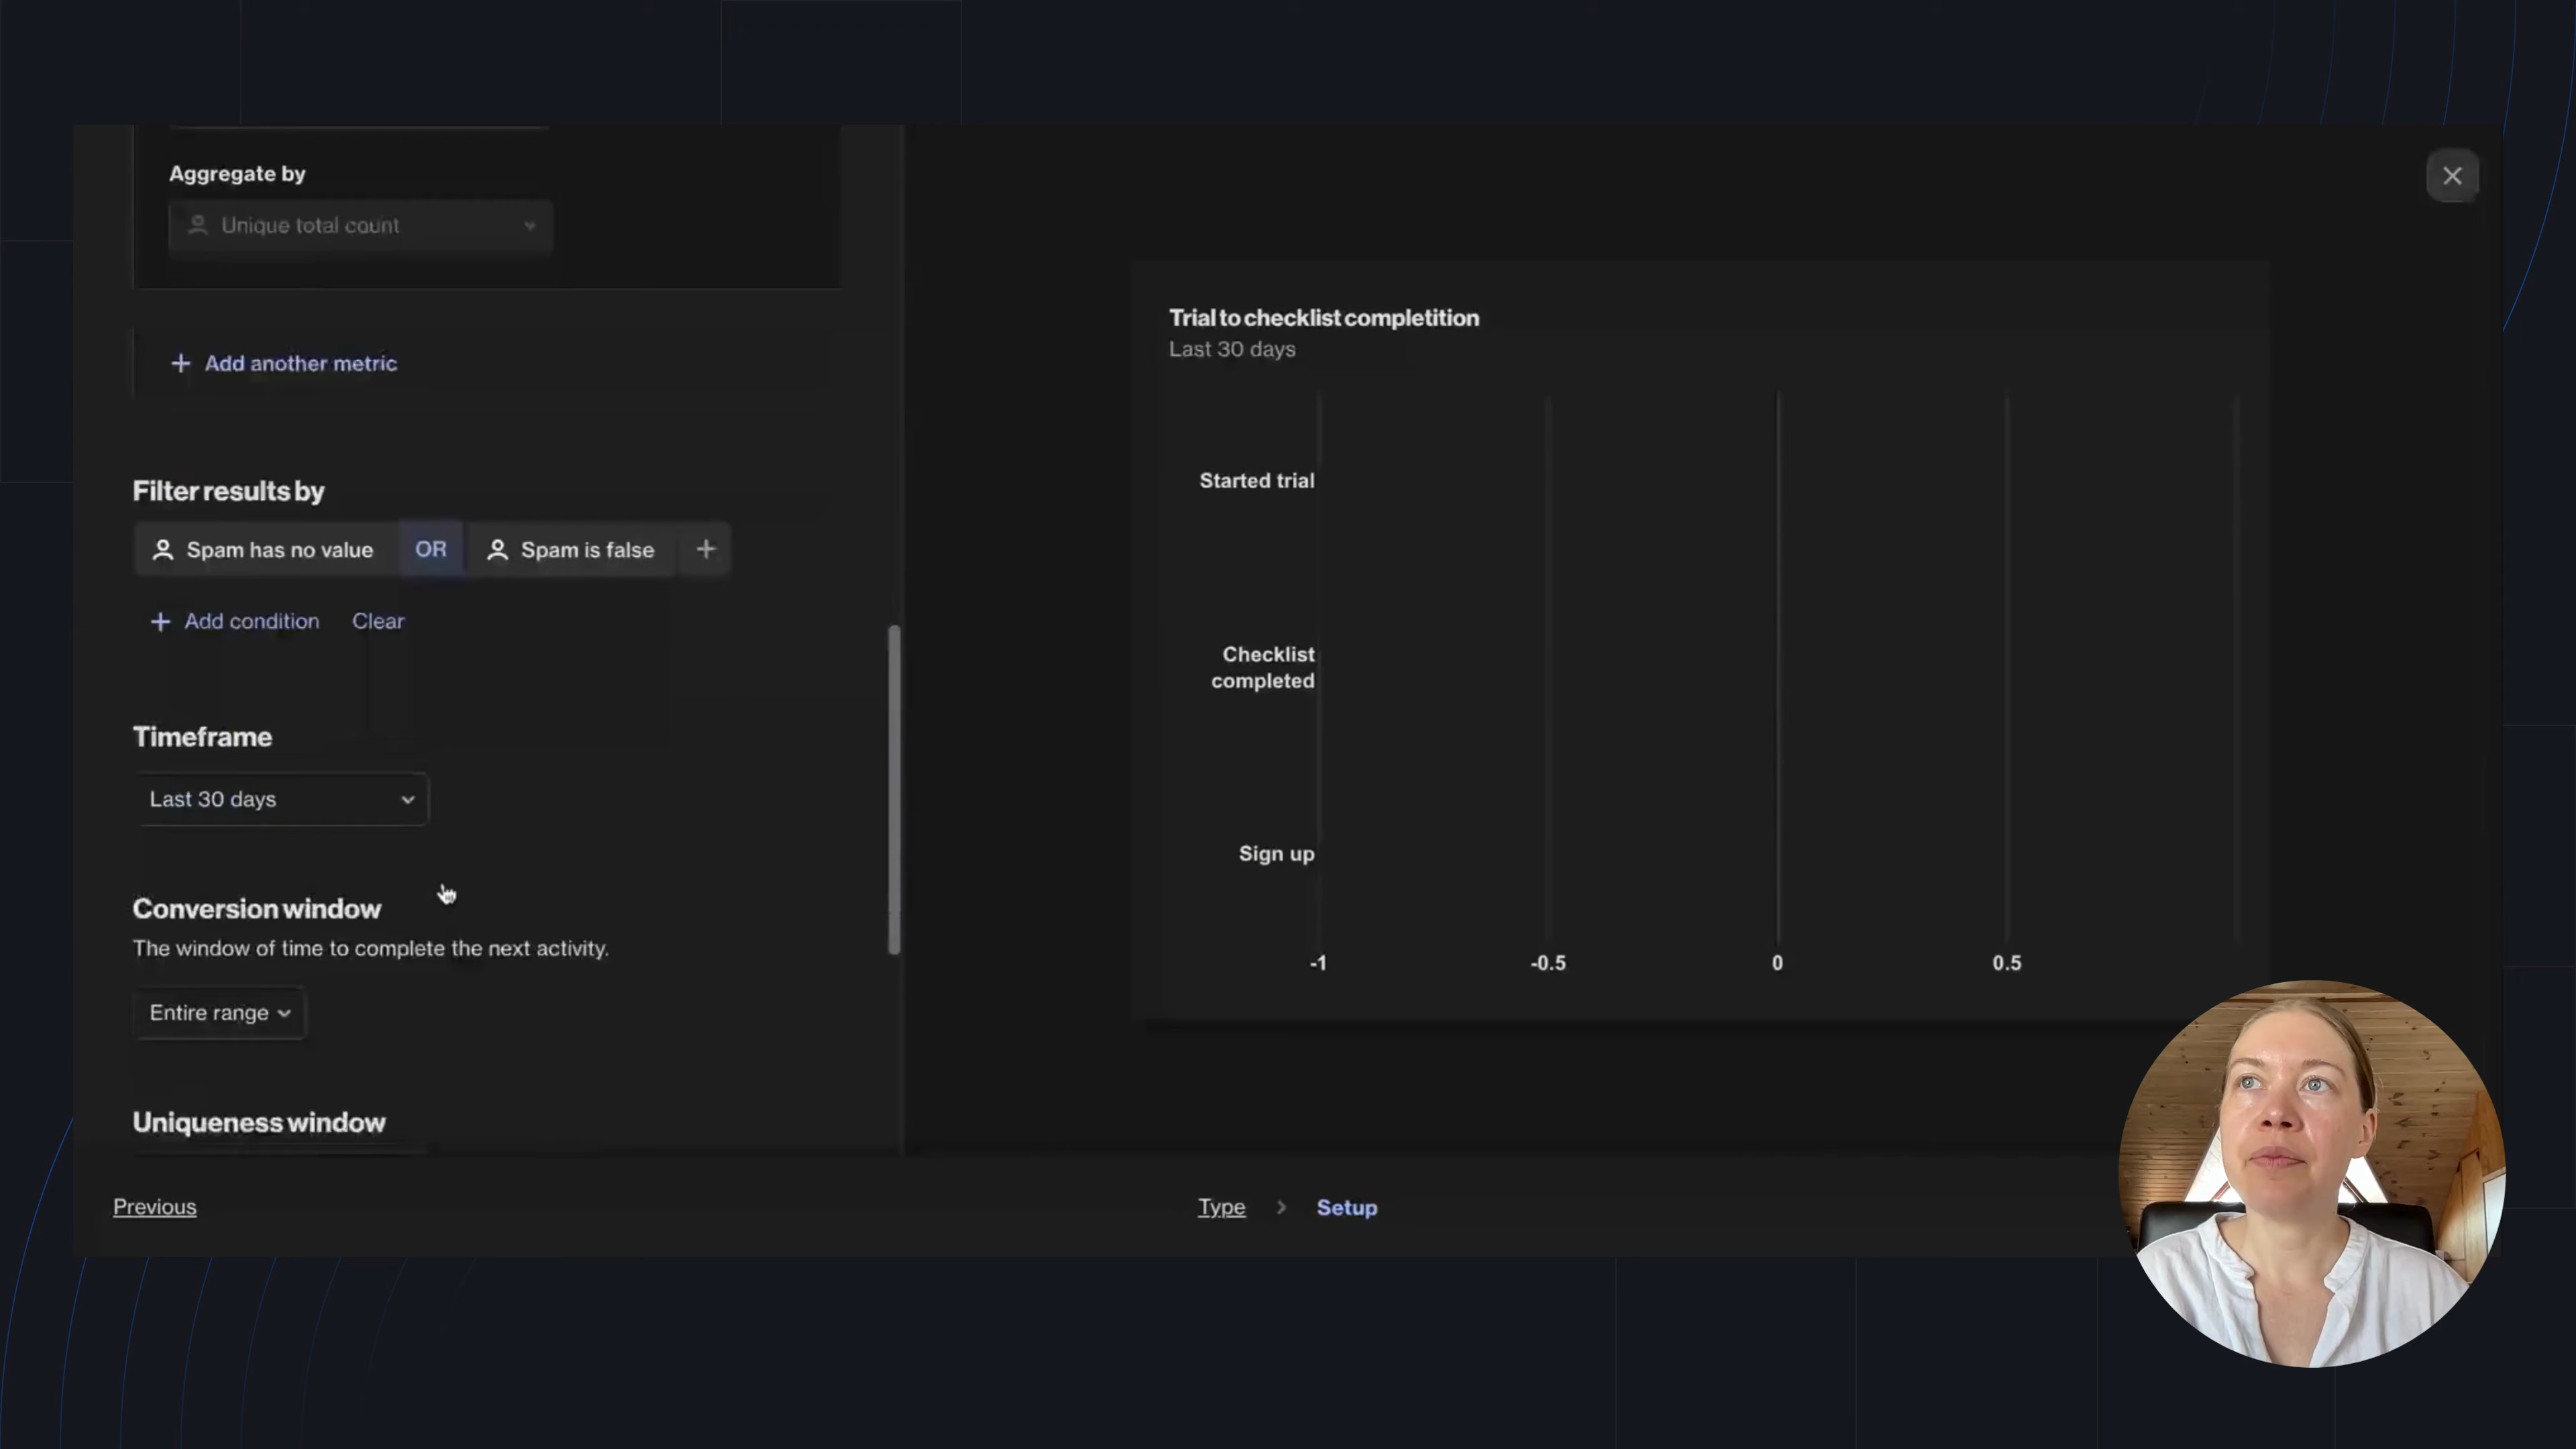 Aggregate by
Unique total count
+ Add another metric
Filter results by
Spam has no value OR Spam is false +
+ Add condition Clear
Timeframe
Last 30 days
Conversion window
The window of time to complete the next activity.
Entire range
Uniqueness window
Trial to checklist completition
Last 30 days
Started trial
Checklist
completed
Sign up
-1 -0.5 0 0.5
Previous
Type > Setup